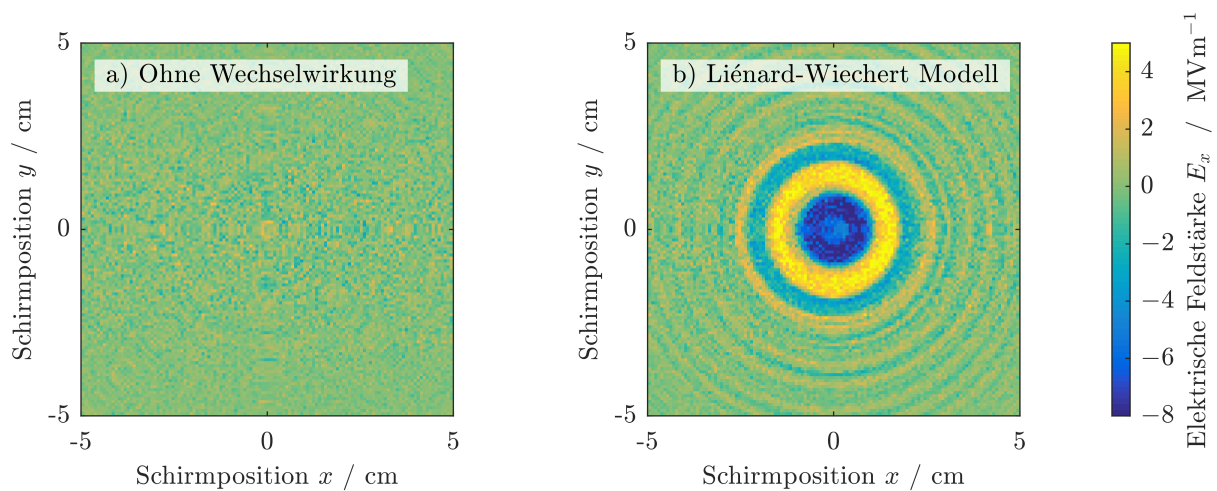 a) Ohne Wechselwirkung
5
0
-5
-5
0
5
Schirmposition y / cm
Schirmposition x / cm
b) Liénard-Wiechert Modell
5
0
-5
-5
0
5
Schirmposition y / cm
Schirmposition x / cm
4
2
0
−2
−4
−6
−8
Elektrische Feldstärke Eₓ / MVm⁻¹